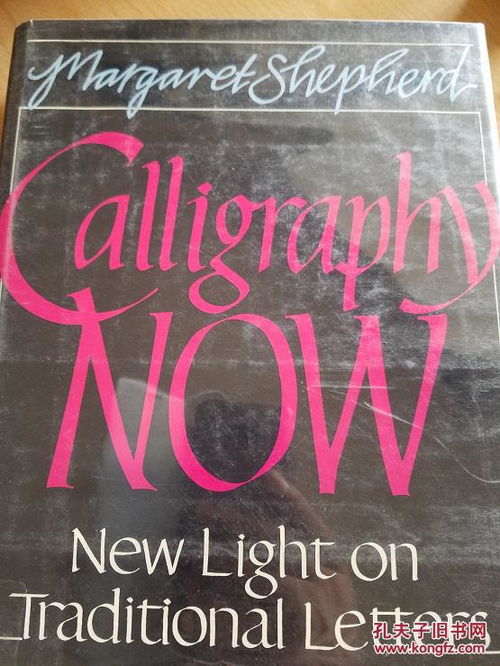 Margaret Shepherd
Calligraphy
NOW
New Light on
Traditional Letters
孔夫子旧书网
www.kongfz.com